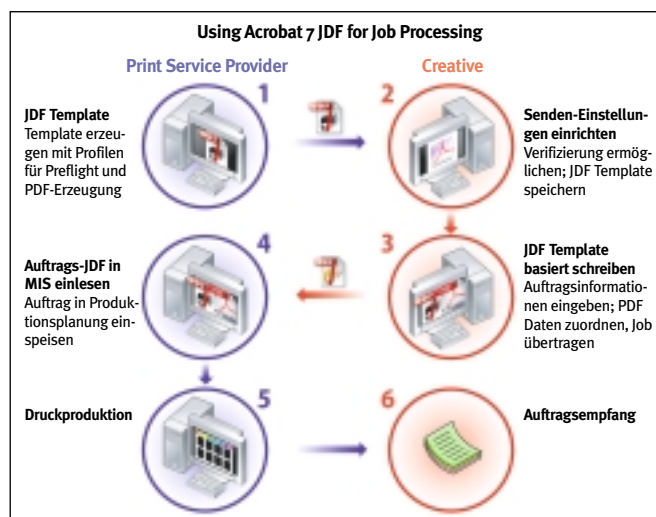 Using Acrobat 7 JDF for Job Processing
Print Service Provider
Creative
1
2
JDF Template
Template erzeu-
gen mit Profilen
für Preflight und
PDF-Erzeugung
Senden-Einstellun-
gen einrichten
Verifizierung ermög-
lichen; JDF Template
speichern
4
3
Auftrags-JDF in
MIS einlesen
Auftrag in Produk-
tionsplanung ein-
speisen
JDF Template
basiert schreiben
Auftragsinformatio-
nen eingeben; PDF
Daten zuordnen, Job
übertragen
5
6
Druckproduktion
Auftragsempfang